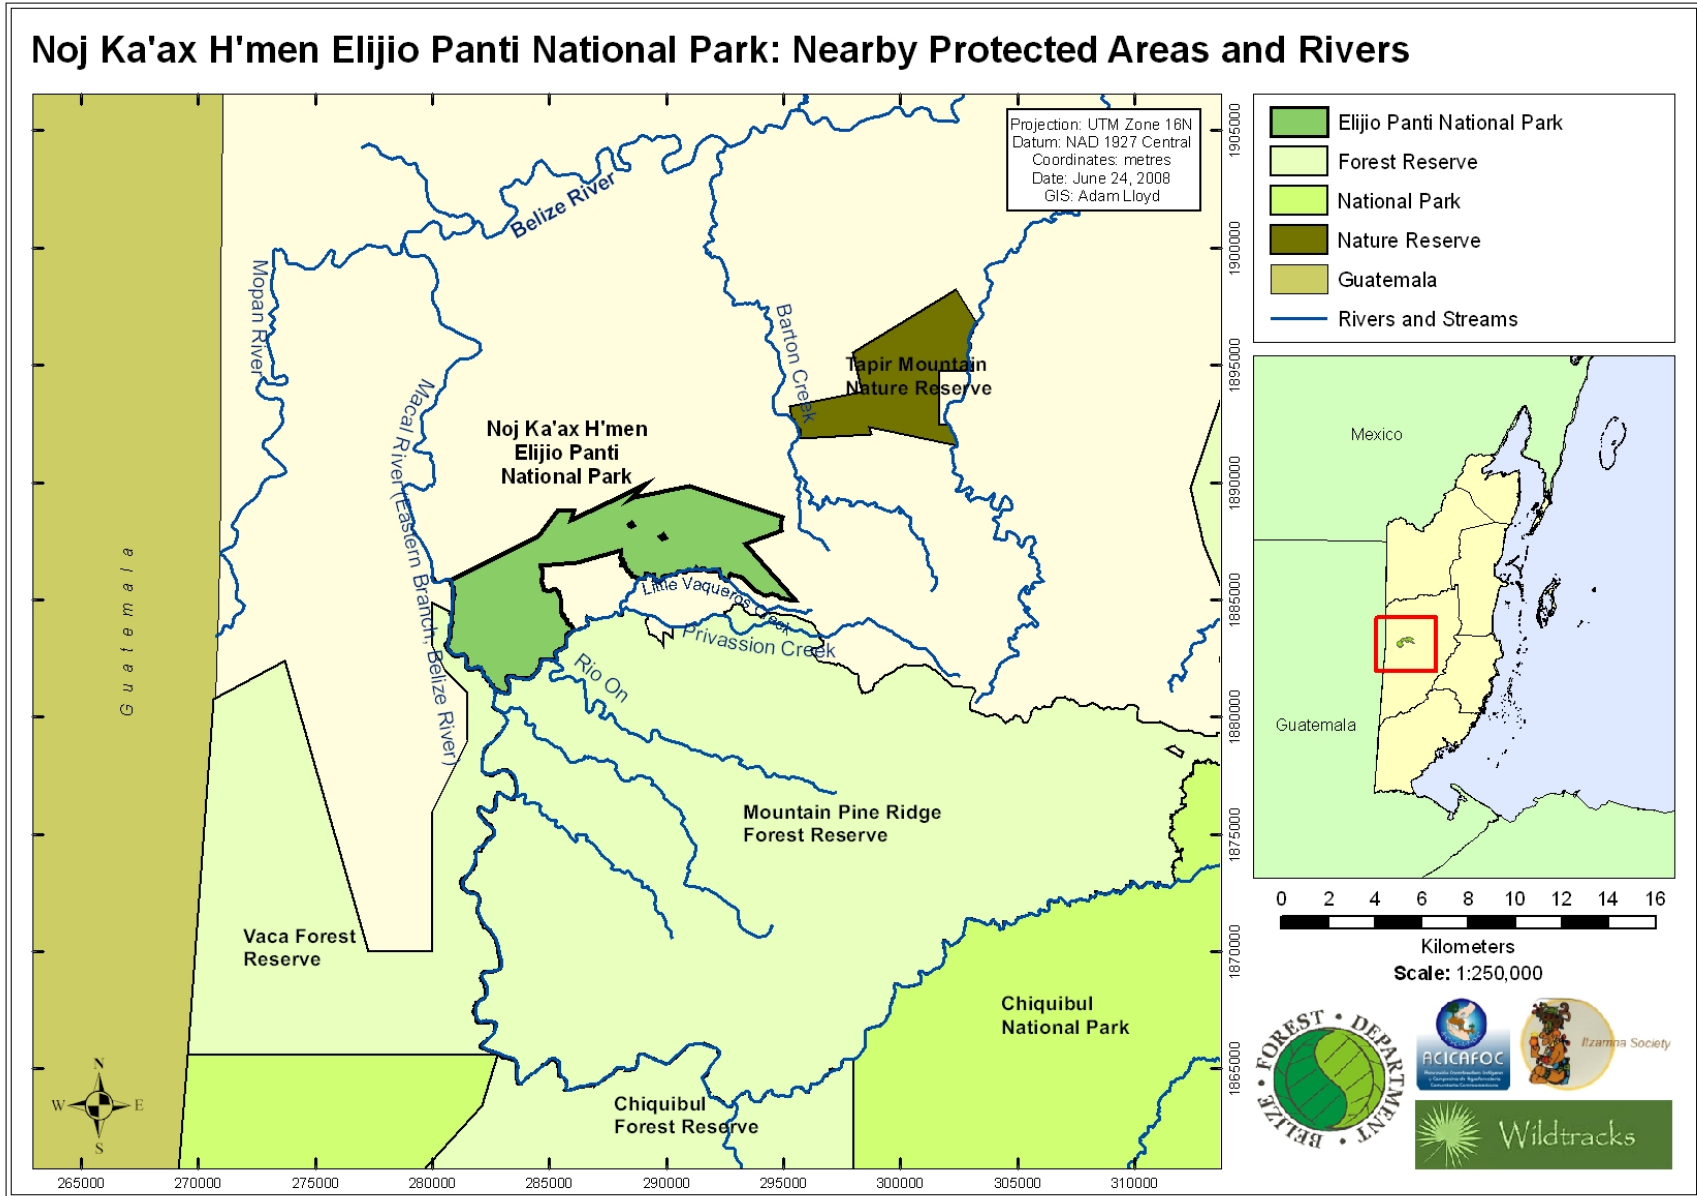 Noj Ka'ax H'men Elijio Panti National Park: Nearby Protected Areas and Rivers
Projection: UTM Zone 16N
Datum: NAD 1927 Central
Coordinates: metres
Date: June 24, 2008
GIS: Adam Lloyd
Belize River
Mopan River
Macal River (Eastern Branch, Belize River)
Barton Creek
Tapir Mountain
Nature Reserve
Noj Ka'ax H'men
Elijio Panti
National Park
Little Vaqueros Creek
Privassion Creek
Rio On
Guatemala
Mountain Pine Ridge
Forest Reserve
Vaca Forest
Reserve
Chiquibul
National Park
Chiquibul
Forest Reserve
N
W E
S
265000 270000 275000 280000 285000 290000 295000 300000 305000 310000
1905000
1900000
1895000
1890000
1885000
1880000
1875000
1870000
1865000
Elijio Panti National Park
Forest Reserve
National Park
Nature Reserve
Guatemala
Rivers and Streams
Mexico
Guatemala
0 2 4 6 8 10 12 14 16
Kilometers
Scale: 1:250,000
BELIZE • FOREST • DEPARTMENT •
ACICAFOC
Itzamna Society
Wildtracks